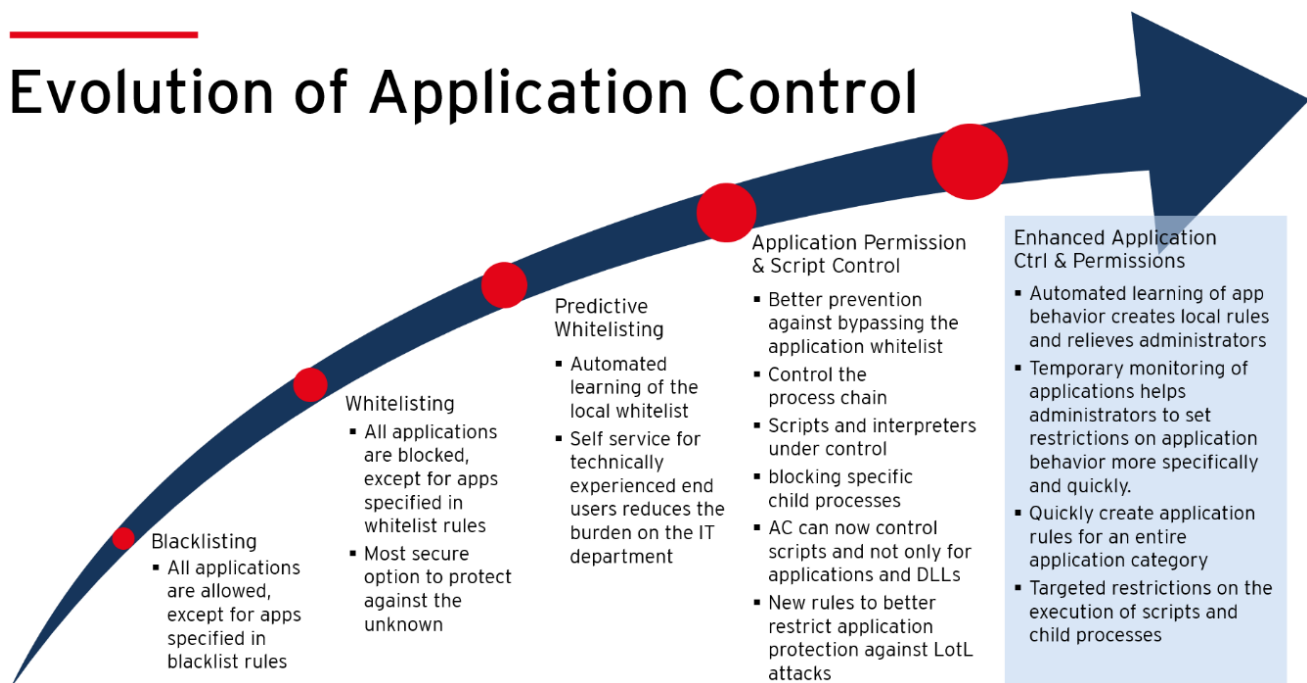 Evolution of Application Control
Blacklisting
▪ All applications
are allowed,
except for apps
specified in
blacklist rules
Whitelisting
▪ All applications
are blocked,
except for apps
specified in
whitelist rules
▪ Most secure
option to protect
against the
unknown
Predictive
Whitelisting
▪ Automated
learning of the
local whitelist
▪ Self service for
technically
experienced end
users reduces the
burden on the IT
department
Application Permission
& Script Control
▪ Better prevention
against bypassing the
application whitelist
▪ Control the
process chain
▪ Scripts and interpreters
under control
▪ blocking specific
child processes
▪ AC can now control
scripts and not only for
applications and DLLs
▪ New rules to better
restrict application
protection against LotL
attacks
Enhanced Application
Ctrl & Permissions
▪ Automated learning of app
behavior creates local rules
and relieves administrators
▪ Temporary monitoring of
applications helps
administrators to set
restrictions on application
behavior more specifically
and quickly.
▪ Quickly create application
rules for an entire
application category
▪ Targeted restrictions on the
execution of scripts and
child processes